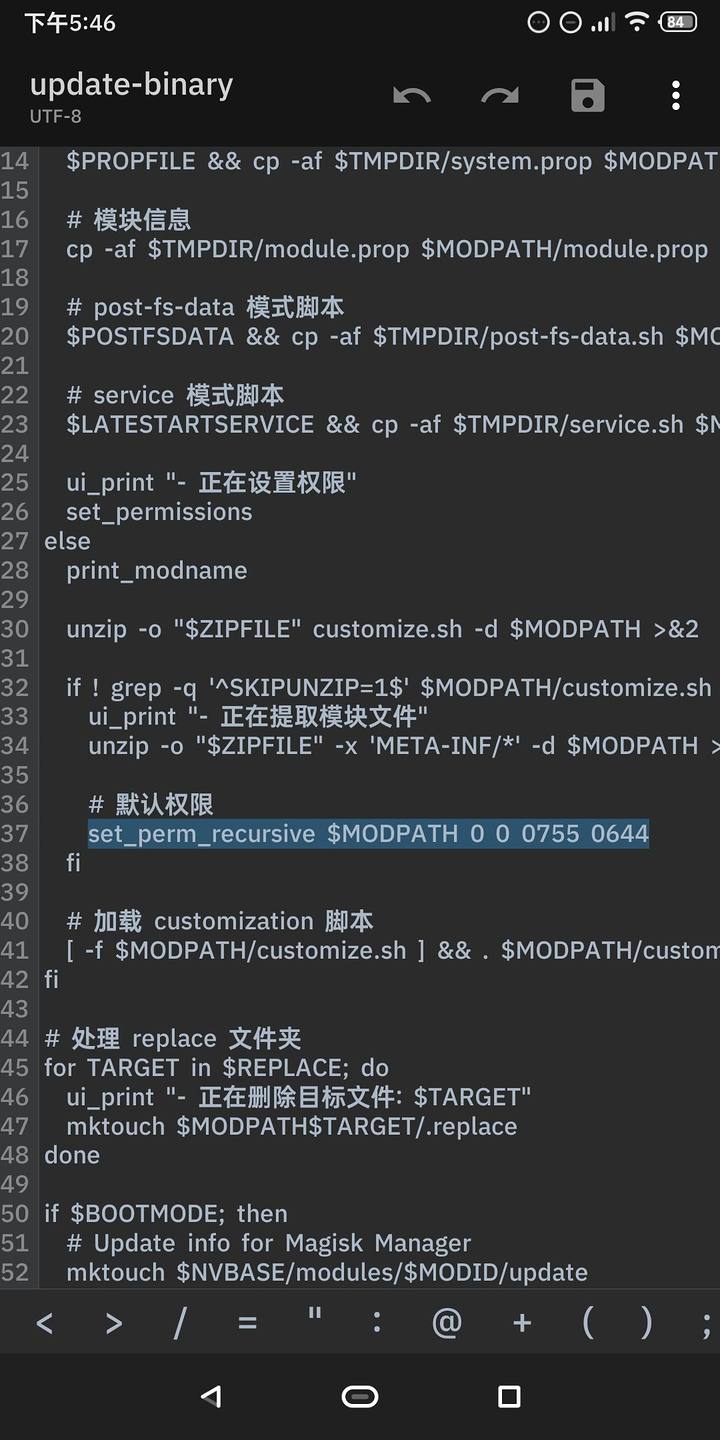 下午5:46
84
update-binary
UTF-8
14 $PROPFILE && cp -af $TMPDIR/system.prop $MODPAT
15
16 # 模块信息
17 cp -af $TMPDIR/module.prop $MODPATH/module.prop
18
19 # post-fs-data 模式脚本
20 $POSTFSDATA && cp -af $TMPDIR/post-fs-data.sh $MO
21
22 # service 模式脚本
23 $LATESTARTSERVICE && cp -af $TMPDIR/service.sh $M
24
25 ui_print "- 正在设置权限"
26 set_permissions
27 else
28 print_modname
29
30 unzip -o "$ZIPFILE" customize.sh -d $MODPATH >&2
31
32 if ! grep -q '^SKIPUNZIP=1$' $MODPATH/customize.sh
33 ui_print "- 正在提取模块文件"
34 unzip -o "$ZIPFILE" -x 'META-INF/*' -d $MODPATH >
35
36 # 默认权限
37 set_perm_recursive $MODPATH 0 0 0755 0644
38 fi
39
40 # 加载 customization 脚本
41 [ -f $MODPATH/customize.sh ] && . $MODPATH/custom
42 fi
43
44 # 处理 replace 文件夹
45 for TARGET in $REPLACE; do
46 ui_print "- 正在删除目标文件: $TARGET"
47 mktouch $MODPATH$TARGET/.replace
48 done
49
50 if $BOOTMODE; then
51 # Update info for Magisk Manager
52 mktouch $NVBASE/modules/$MODID/update
< > / = " : @ + ( ) ;